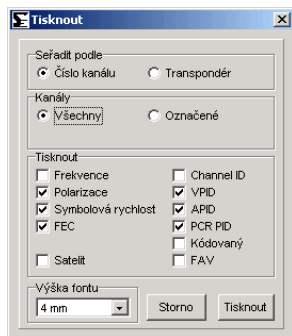 Tisknout
Seřadit podle
Číslo kanálu Transpondér
Kanály
Všechny Označené
Tisknout
Frekvence Channel ID
Polarizace VPID
Symbolová rychlost APID
FEC PCR PID
Kódovaný
Satelit FAV
Výška fontu
4 mm Storno Tisknout